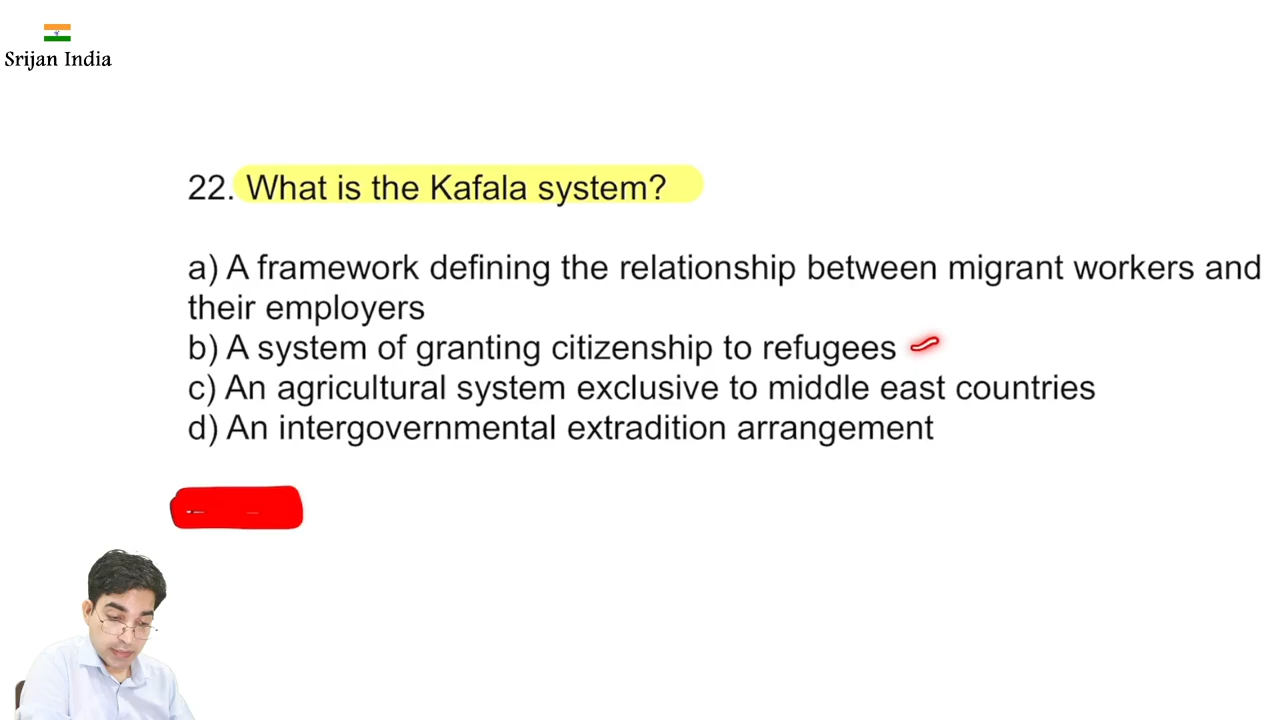 Srijan India
22. What is the Kafala system?
a) A framework defining the relationship between migrant workers and
their employers
b) A system of granting citizenship to refugees
c) An agricultural system exclusive to middle east countries
d) An intergovernmental extradition arrangement